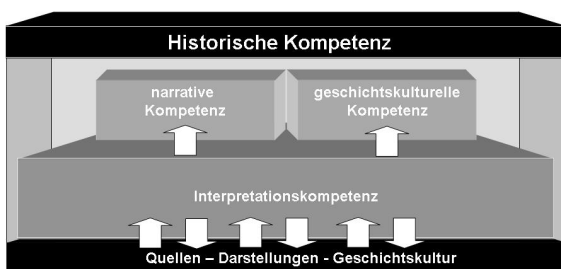 Historische Kompetenz
narrative
Kompetenz
geschichtskulturelle
Kompetenz
Interpretationskompetenz
Quellen – Darstellungen - Geschichtskultur